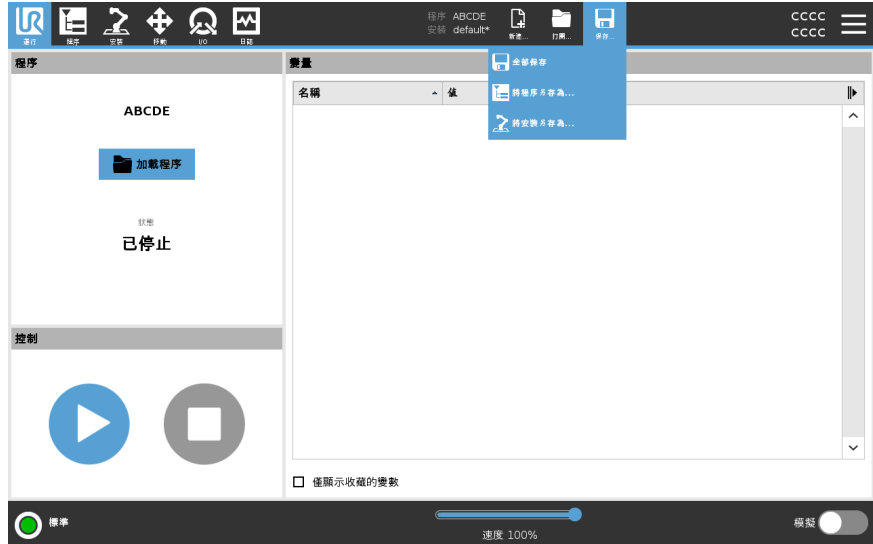 程序 ABCDE
安裝 default*
cccc
cccc
運行
程序
安裝
移動
I/O
日誌
新建...
打開...
保存...
程序
變量
全部保存
將程序另存為...
將安裝另存為...
名稱
值
ABCDE
加載程序
狀態
已停止
控制
僅顯示收藏的變數
標準
速度 100%
模擬